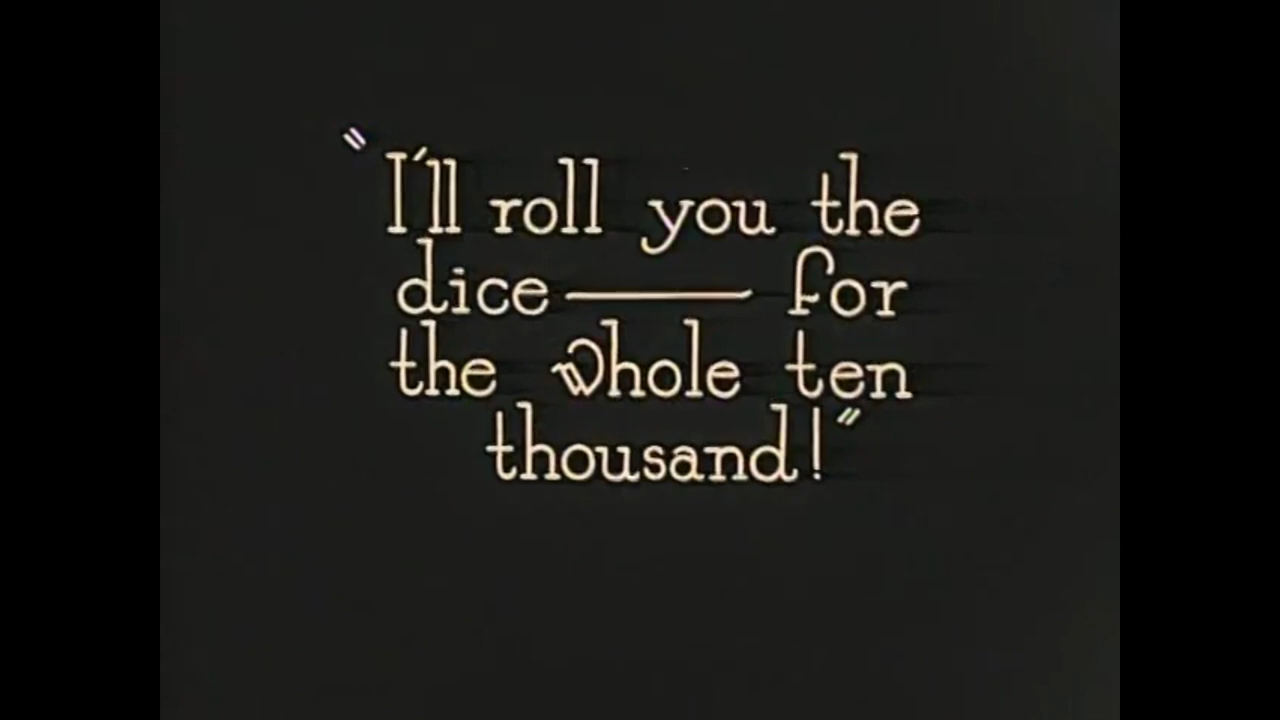 "I'll roll you the
dice — for
the whole ten
thousand!"